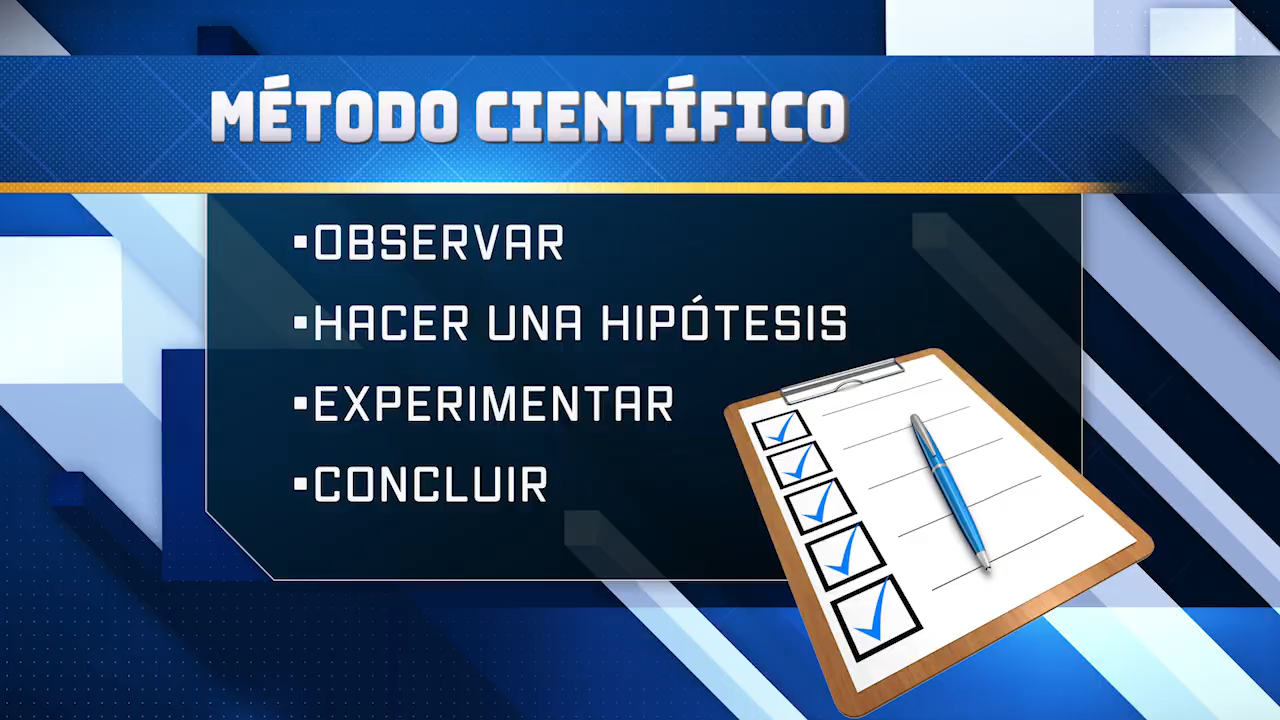 MÉTODO CIENTÍFICO
▪OBSERVAR
▪HACER UNA HIPÓTESIS
▪EXPERIMENTAR
▪CONCLUIR